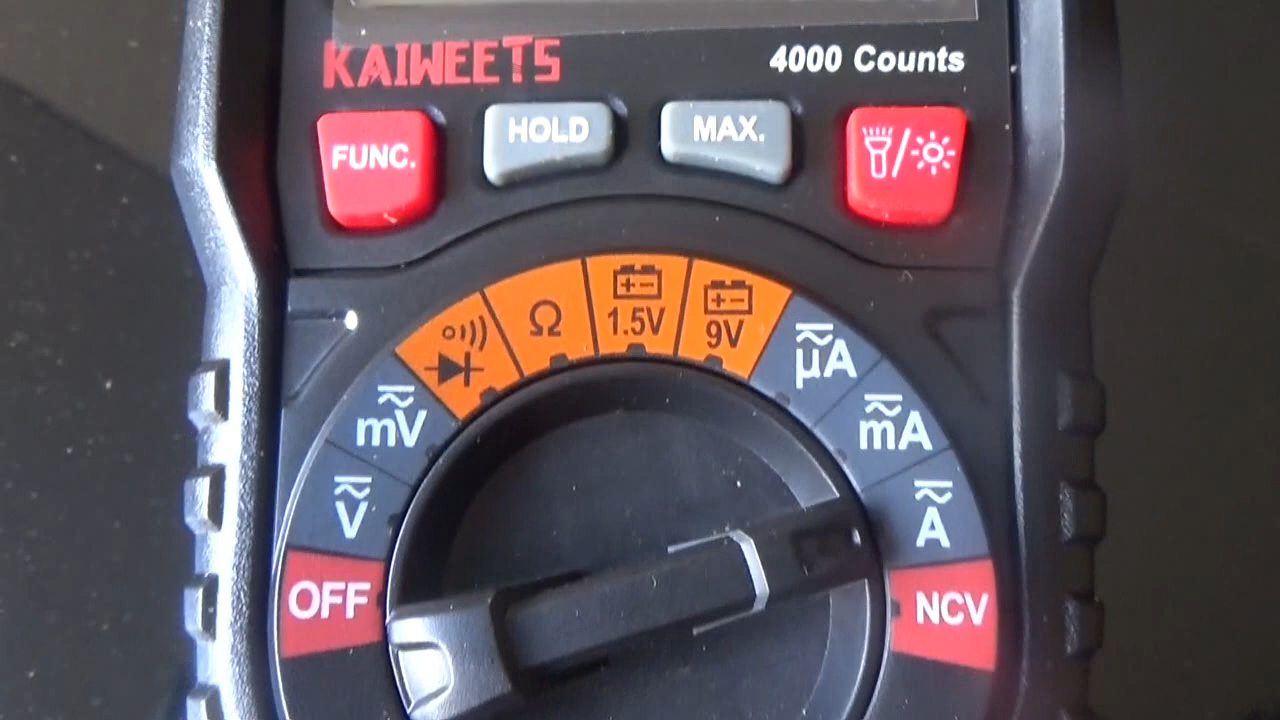 KAIWEETS
4000 Counts
FUNC.
HOLD
MAX.
Ω
1.5V
9V
µA
mA
A
mV
V
OFF
NCV